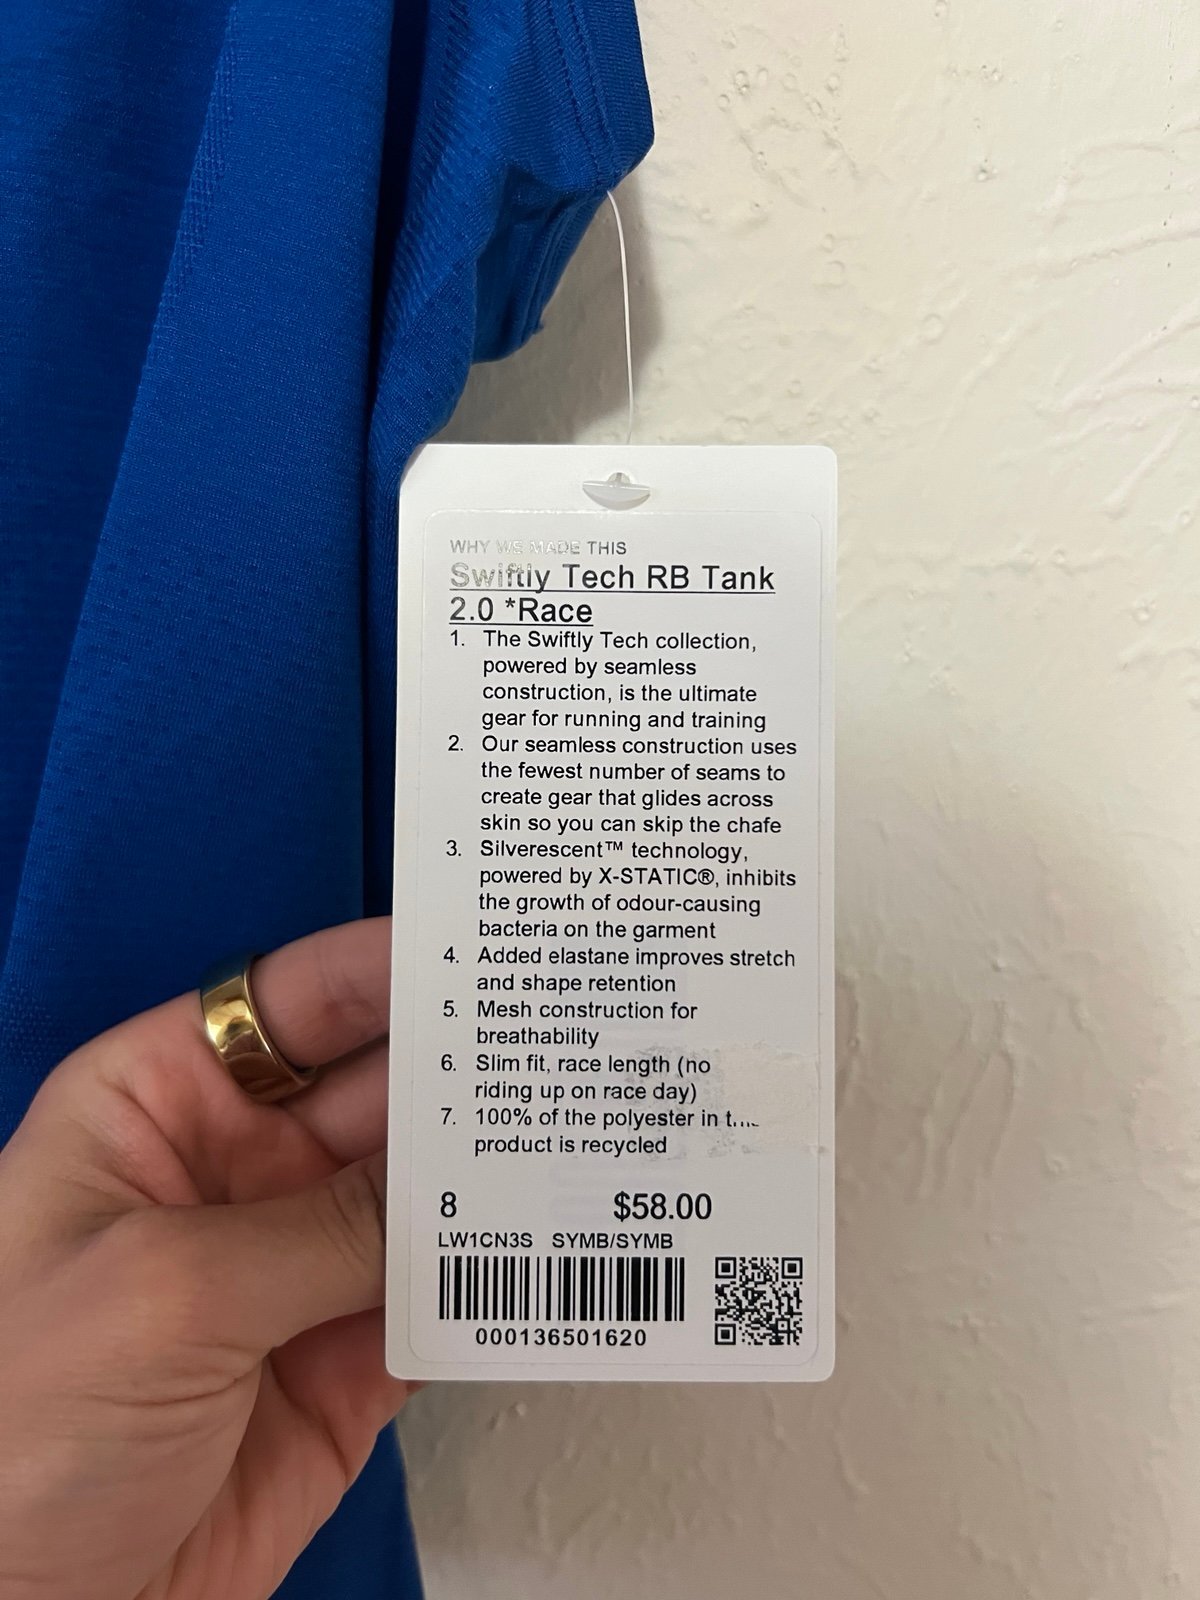 WHY WE MADE THIS
Swiftly Tech RB Tank
2.0 *Race
1. The Swiftly Tech collection,
powered by seamless
construction, is the ultimate
gear for running and training
2. Our seamless construction uses
the fewest number of seams to
create gear that glides across
skin so you can skip the chafe
3. Silverescent™ technology,
powered by X-STATIC®, inhibits
the growth of odour-causing
bacteria on the garment
4. Added elastane improves stretch
and shape retention
5. Mesh construction for
breathability
6. Slim fit, race length (no
riding up on race day)
7. 100% of the polyester in
product is recycled
8 $58.00
LW1CN3S SYMB/SYMB
000136501620